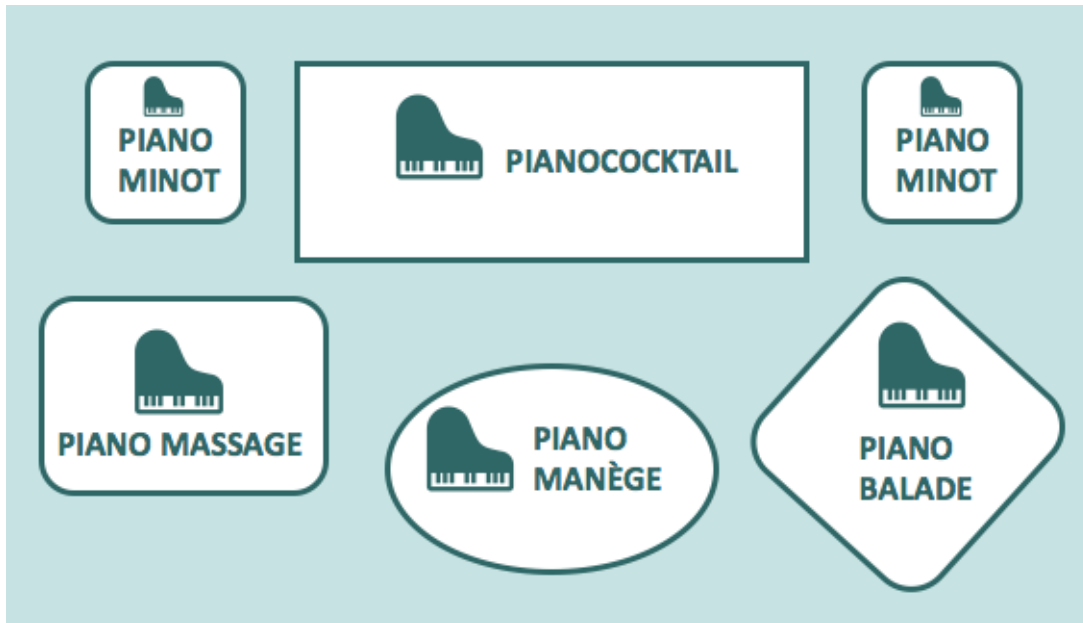 PIANO
MINOT
PIANOCOCKTAIL
PIANO
MINOT
PIANO MASSAGE
PIANO
MANÈGE
PIANO
BALADE